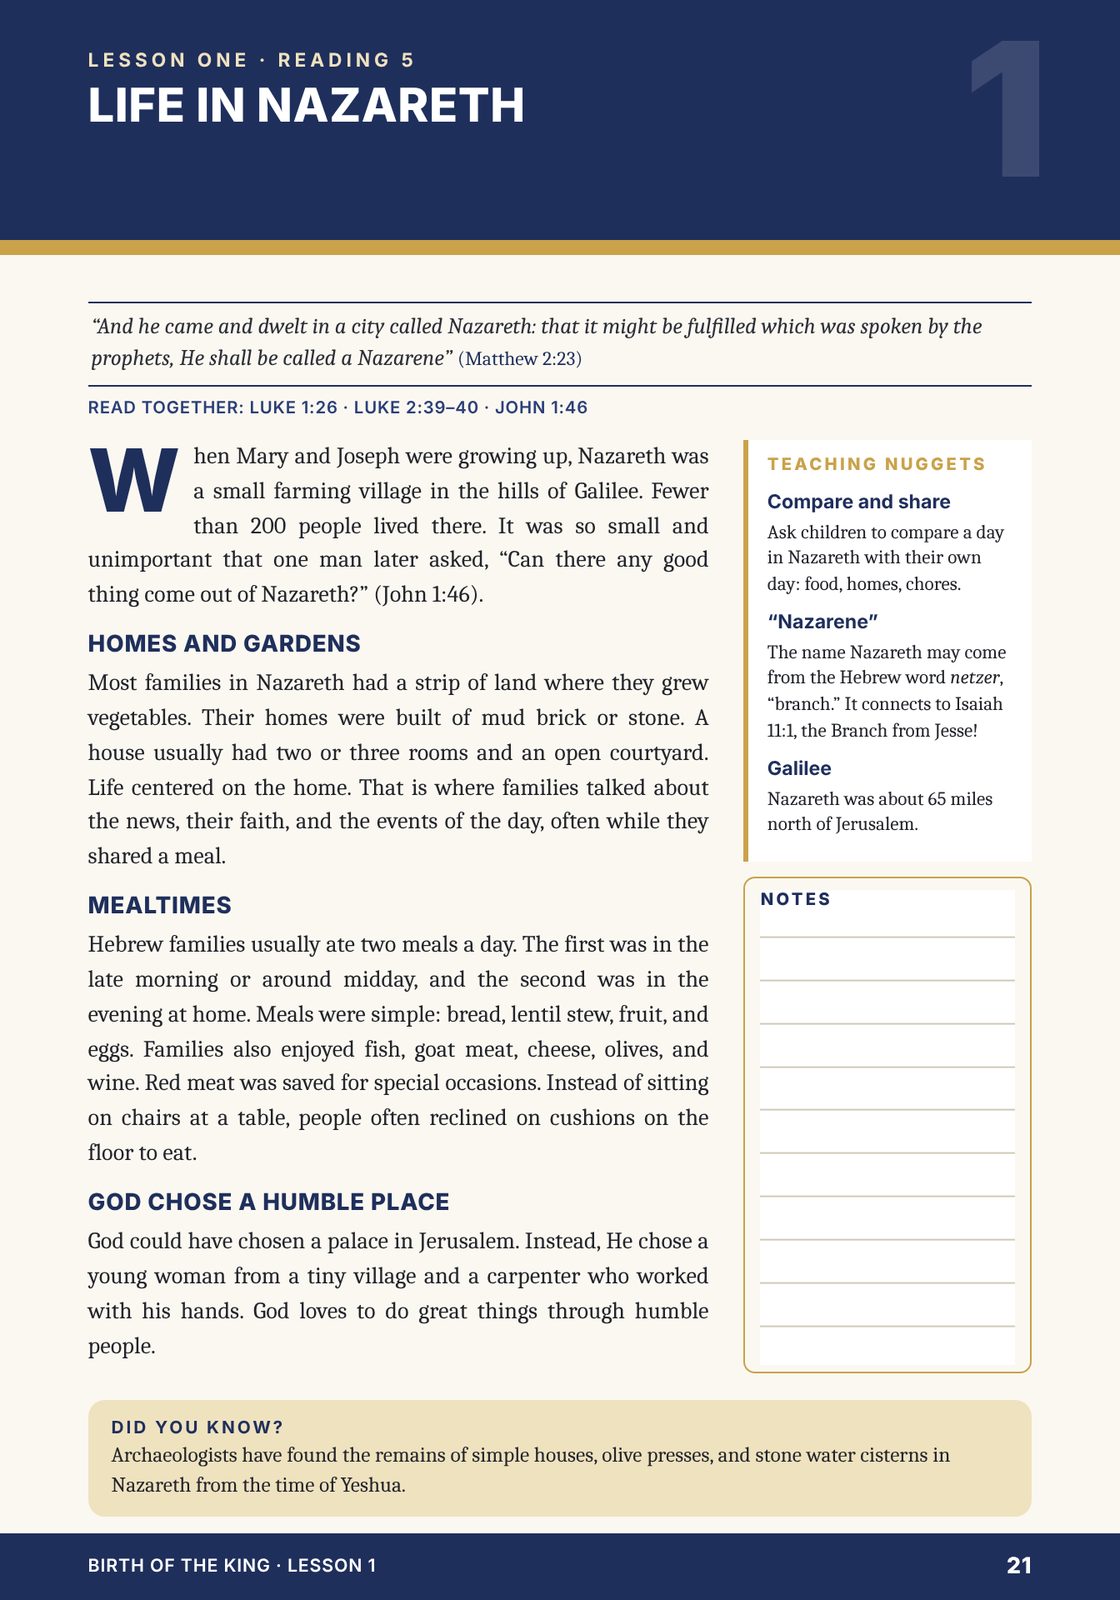 LESSON ONE · READING 5
LIFE IN NAZARETH
1
“And he came and dwelt in a city called Nazareth: that it might be fulfilled which was spoken by the
prophets, He shall be called a Nazarene” (Matthew 2:23)
READ TOGETHER: LUKE 1:26 · LUKE 2:39–40 · JOHN 1:46
When Mary and Joseph were growing up, Nazareth was
a small farming village in the hills of Galilee. Fewer
than 200 people lived there. It was so small and
unimportant that one man later asked, “Can there any good
thing come out of Nazareth?” (John 1:46).
HOMES AND GARDENS
Most families in Nazareth had a strip of land where they grew
vegetables. Their homes were built of mud brick or stone. A
house usually had two or three rooms and an open courtyard.
Life centered on the home. That is where families talked about
the news, their faith, and the events of the day, often while they
shared a meal.
MEALTIMES
Hebrew families usually ate two meals a day. The first was in the
late morning or around midday, and the second was in the
evening at home. Meals were simple: bread, lentil stew, fruit, and
eggs. Families also enjoyed fish, goat meat, cheese, olives, and
wine. Red meat was saved for special occasions. Instead of sitting
on chairs at a table, people often reclined on cushions on the
floor to eat.
GOD CHOSE A HUMBLE PLACE
God could have chosen a palace in Jerusalem. Instead, He chose a
young woman from a tiny village and a carpenter who worked
with his hands. God loves to do great things through humble
people.
TEACHING NUGGETS
Compare and share
Ask children to compare a day
in Nazareth with their own
day: food, homes, chores.
“Nazarene”
The name Nazareth may come
from the Hebrew word netzer,
“branch.” It connects to Isaiah
11:1, the Branch from Jesse!
Galilee
Nazareth was about 65 miles
north of Jerusalem.
NOTES
DID YOU KNOW?
Archaeologists have found the remains of simple houses, olive presses, and stone water cisterns in
Nazareth from the time of Yeshua.
BIRTH OF THE KING · LESSON 1
21